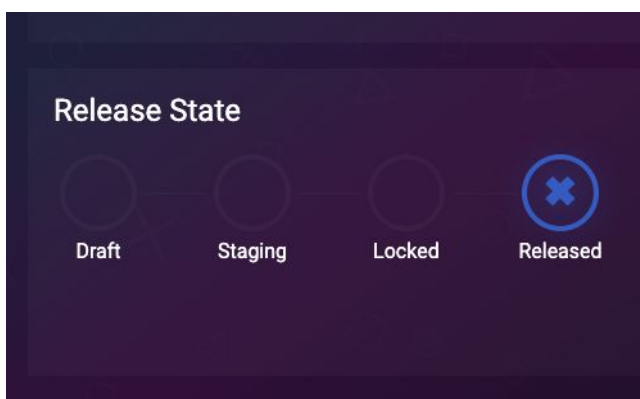 Release State
Draft
Staging
Locked
Released